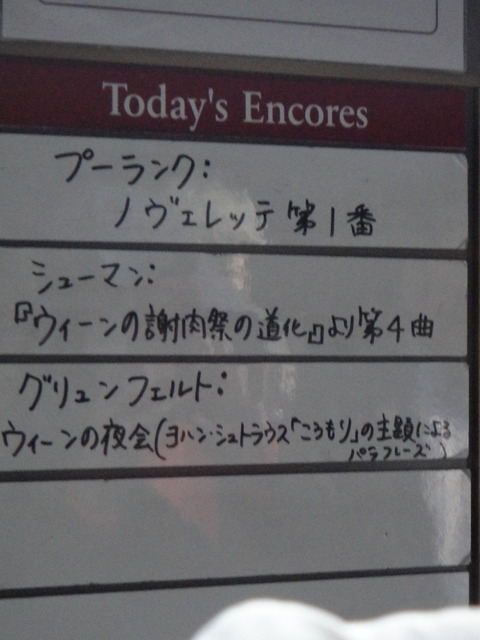 Today's Encores
プーランク:
ノヴェレッテ 第1番
シューマン:
『ウィーンの謝肉祭の道化』より第4曲
グリュンフェルト:
ウィーンの夜会(ヨハン・シュトラウス「こうもり」の主題による
パラフレーズ)